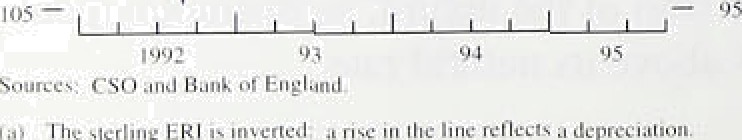 105 95
1992 93 94 95
Sources: CSO and Bank of England.
(a) The sterling ERI is inverted: a rise in the line reflects a depreciation.